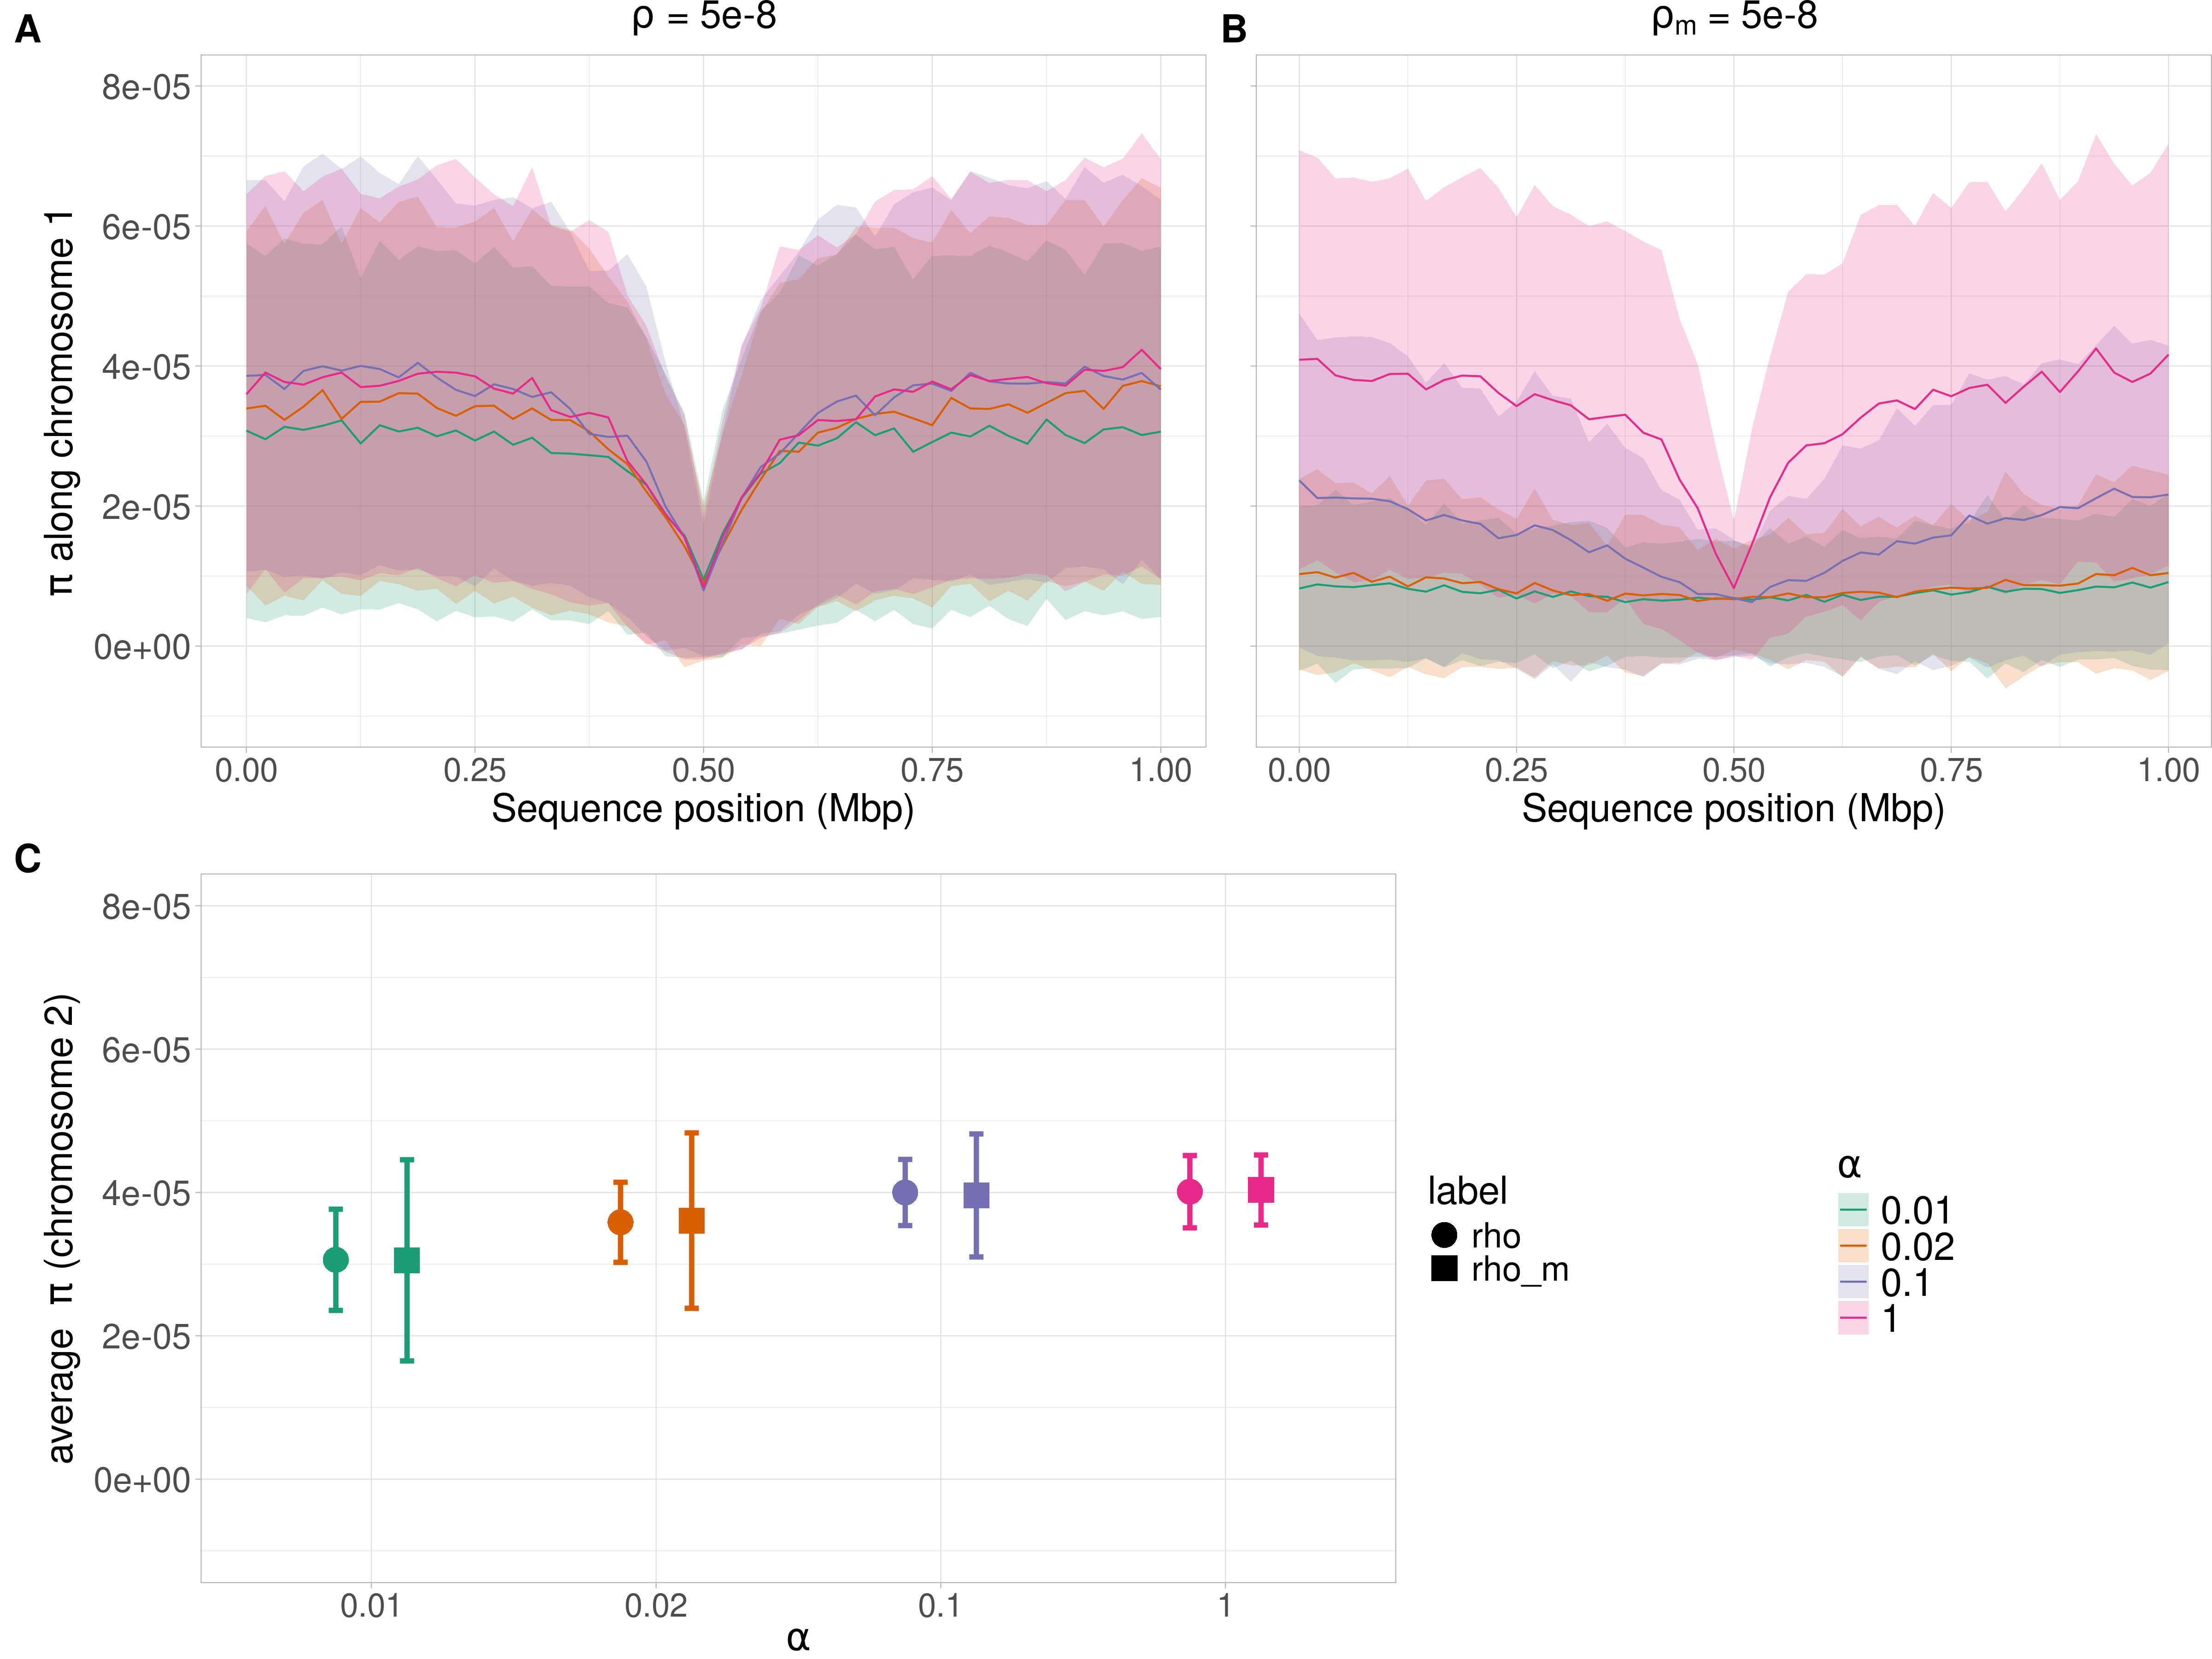 A
ρ = 5e-8
B
ρm = 5e-8
π along chromosome 1
8e-05
6e-05
4e-05
2e-05
0e+00
0.00 0.25 0.50 0.75 1.00
Sequence position (Mbp)
0.00 0.25 0.50 0.75 1.00
Sequence position (Mbp)
C
average π (chromosome 2)
8e-05
6e-05
4e-05
2e-05
0e+00
0.01 0.02 0.1 1
α
label
rho
rho_m
α
0.01
0.02
0.1
1